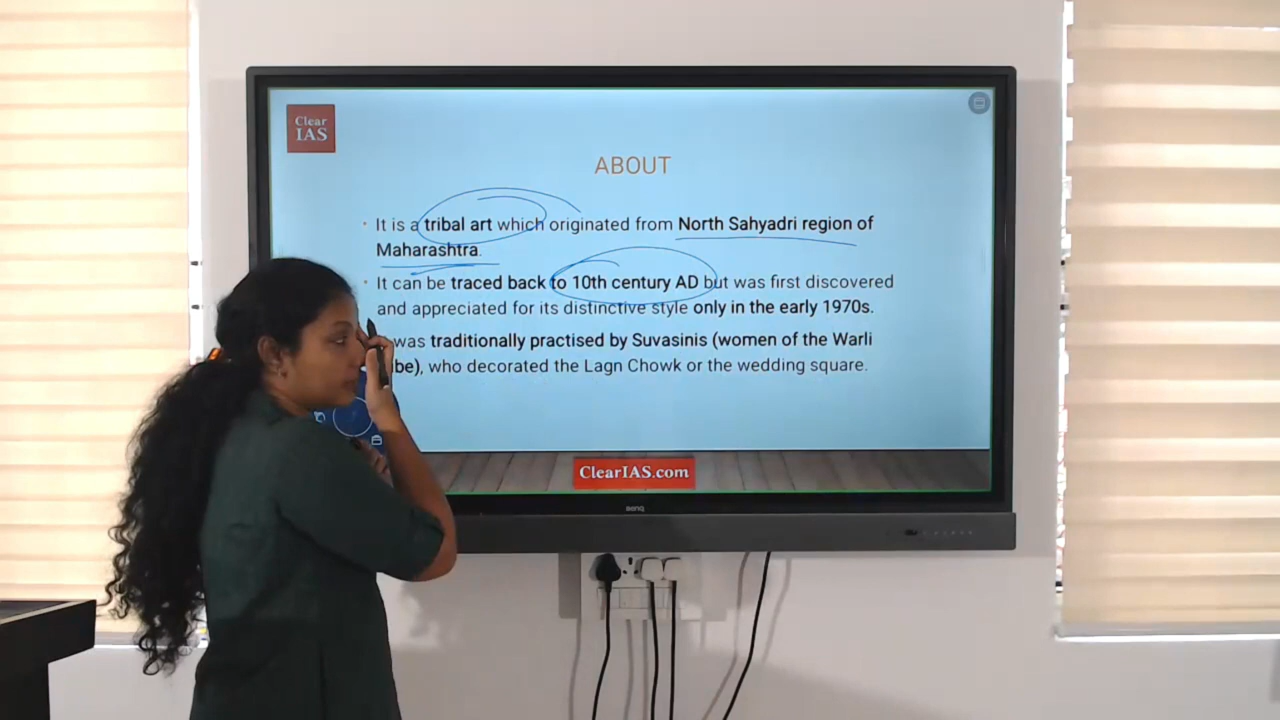 Clear
IAS
ABOUT
It is a tribal art which originated from North Sahyadri region of
Maharashtra.
It can be traced back to 10th century AD but was first discovered
and appreciated for its distinctive style only in the early 1970s.
was traditionally practised by Suvasinis (women of the Warli
who decorated the Lagn Chowk or the wedding square.
ClearIAS.com
BenQ